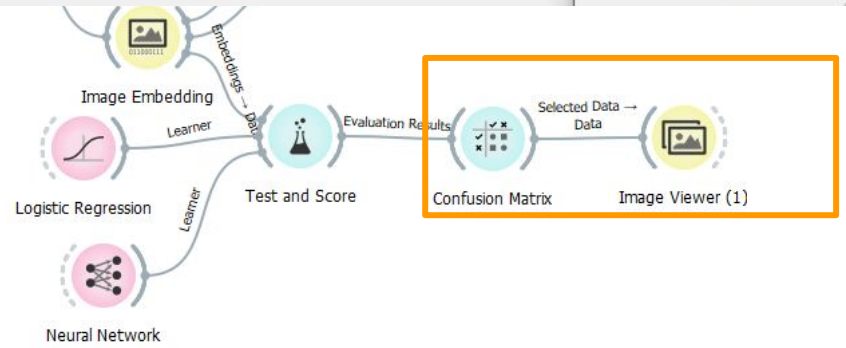 011000111
Image Embedding
Embeddings → Data
Learner
Logistic Regression
Learner
Neural Network
Test and Score
Evaluation Results
Confusion Matrix
Selected Data →
Data
Image Viewer (1)